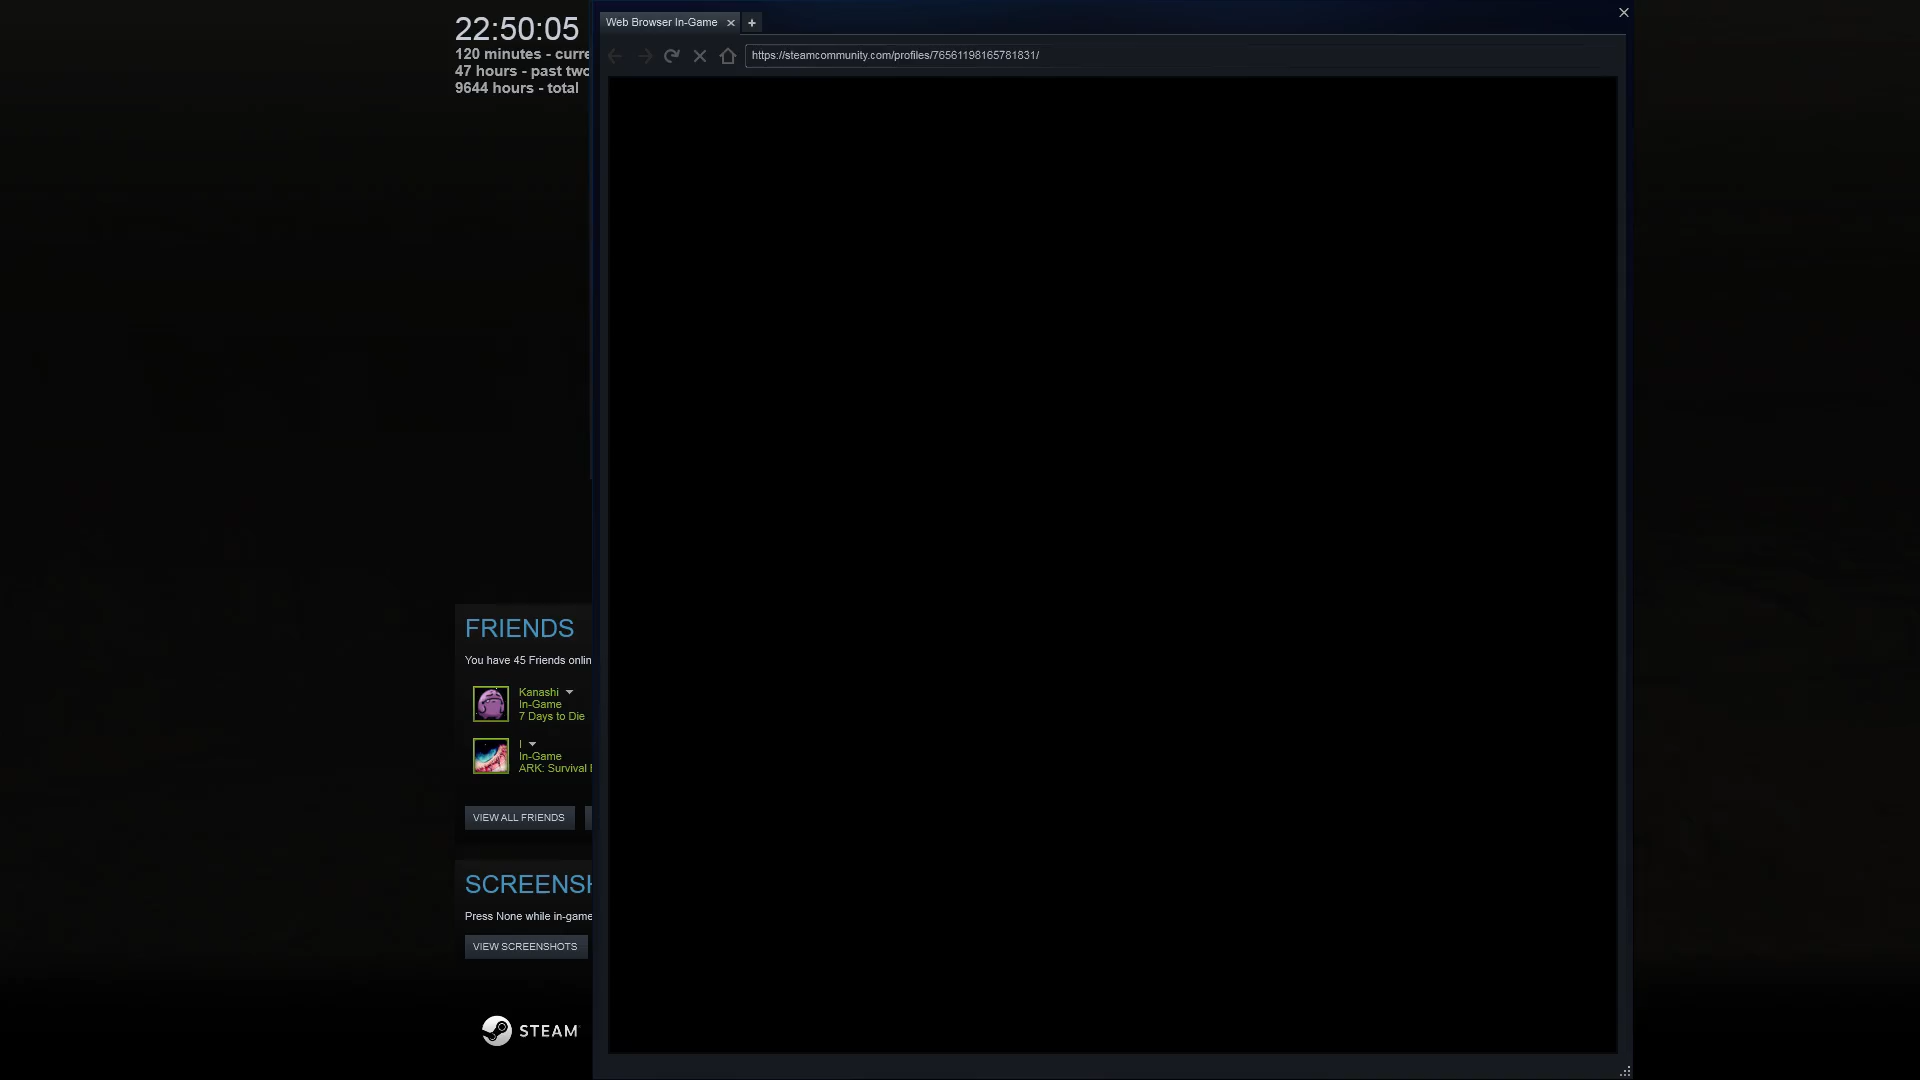 22:50:05
120 minutes - curre
47 hours - past two
9644 hours - total
Web Browser In-Game
https://steamcommunity.com/profiles/76561198165781831/
FRIENDS
You have 45 Friends onlin
Kanashi
In-Game
7 Days to Die
I
In-Game
ARK: Survival E
VIEW ALL FRIENDS
SCREENSH
Press None while in-game
VIEW SCREENSHOTS
STEAM